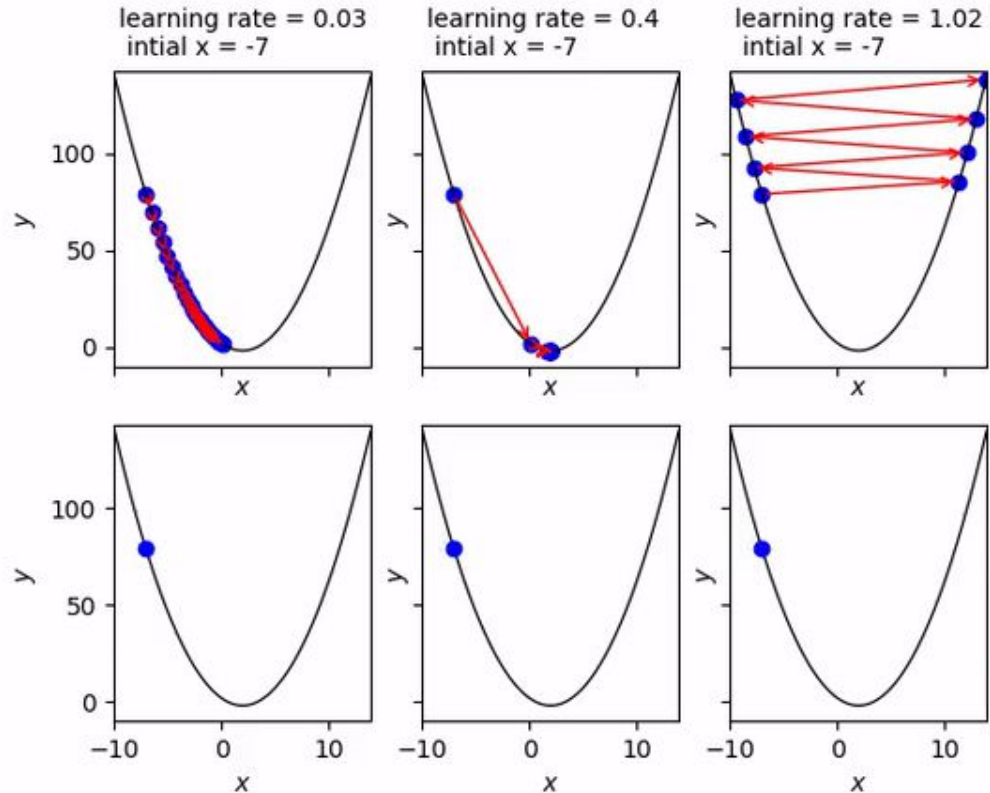 learning rate = 0.03
intial x = -7
learning rate = 0.4
intial x = -7
learning rate = 1.02
intial x = -7
100
50
0
y
x
y
x
y
x
100
50
0
y
-10
0
10
x
y
-10
0
10
x
y
-10
0
10
x